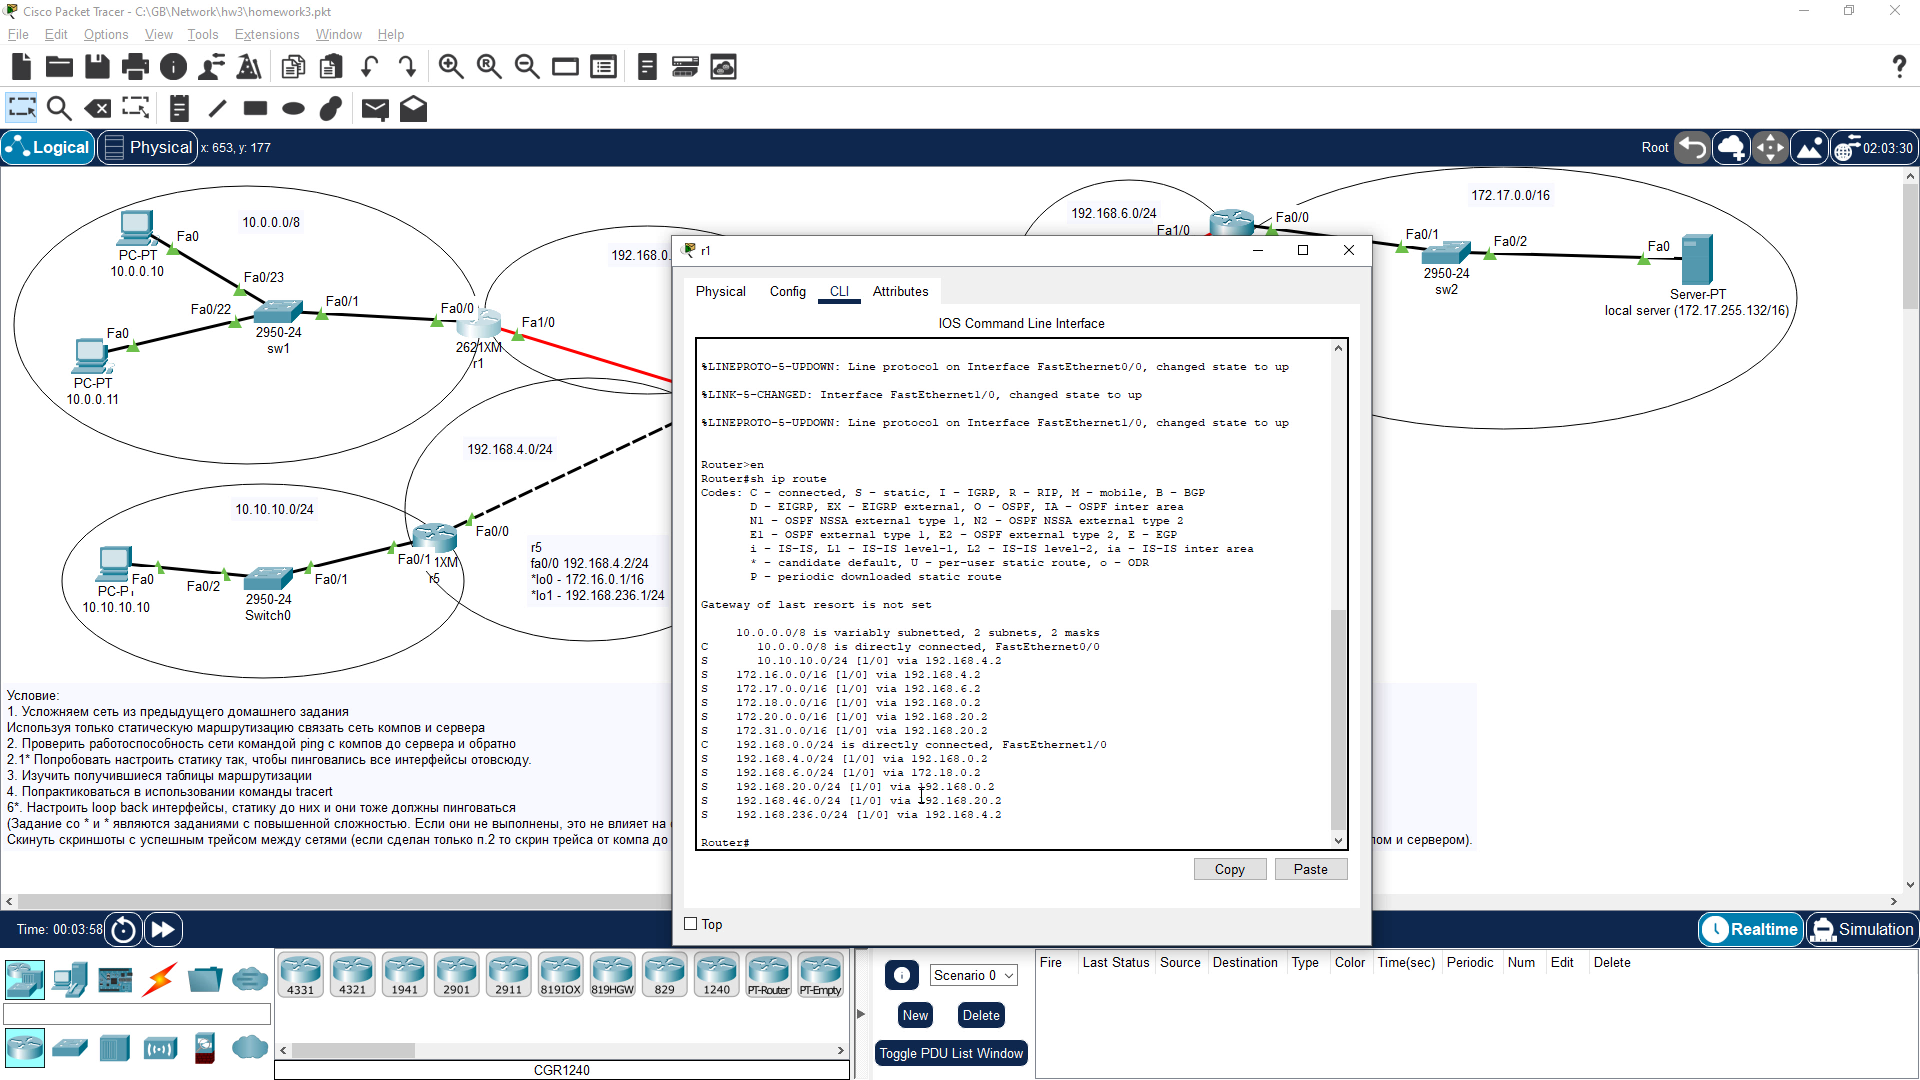 Cisco Packet Tracer - C:\GB\Network\hw3\homework3.pkt
File Edit Options View Tools Extensions Window Help
Logical Physical x: 653, y: 177 Root 02:03:30
10.0.0.0/8
Fa0
PC-PT
10.0.0.10
Fa0/23
Fa0/22
Fa0/1
Fa0/0
Fa0
2950-24
sw1
PC-PT
10.0.0.11
2621XM
r1
Fa1/0
192.168.0.
192.168.6.0/24
Fa1/0
Fa0/0
172.17.0.0/16
Fa0/1
Fa0/2
Fa0
2950-24
sw2
Server-PT
local server (172.17.255.132/16)
192.168.4.0/24
10.10.10.0/24
Fa0/0
Fa0/1
1XM
r5
Fa0
Fa0/2
Fa0/1
PC-P
10.10.10.10
2950-24
Switch0
r5
fa0/0 192.168.4.2/24
*lo0 - 172.16.0.1/16
*lo1 - 192.168.236.1/24
Условие:
1. Усложняем сеть из предыдущего домашнего задания
Используя только статическую маршрутизацию связать сеть компов и сервера
2. Проверить работоспособность сети командой ping с компов до сервера и обратно
2.1* Попробовать настроить статику так, чтобы пинговались все интерфейсы отовсюду.
3. Изучить получившиеся таблицы маршрутизации
4. Попрактиковаться в использовании команды tracert
6*. Настроить loop back интерфейсы, статику до них и они тоже должны пинговаться
(Задание со * и * являются заданиями с повышенной сложностью. Если они не выполнены, это не влияет на
Скинуть скриншоты с успешным трейсом между сетями (если сделан только п.2 то скрин трейса от компа до
ом и сервером).
r1
Physical Config CLI Attributes
IOS Command Line Interface
%LINEPROTO-5-UPDOWN: Line protocol on Interface FastEthernet0/0, changed state to up
%LINK-5-CHANGED: Interface FastEthernet1/0, changed state to up
%LINEPROTO-5-UPDOWN: Line protocol on Interface FastEthernet1/0, changed state to up
Router>en
Router#sh ip route
Codes: C - connected, S - static, I - IGRP, R - RIP, M - mobile, B - BGP
D - EIGRP, EX - EIGRP external, O - OSPF, IA - OSPF inter area
N1 - OSPF NSSA external type 1, N2 - OSPF NSSA external type 2
E1 - OSPF external type 1, E2 - OSPF external type 2, E - EGP
i - IS-IS, L1 - IS-IS level-1, L2 - IS-IS level-2, ia - IS-IS inter area
* - candidate default, U - per-user static route, o - ODR
P - periodic downloaded static route
Gateway of last resort is not set
10.0.0.0/8 is variably subnetted, 2 subnets, 2 masks
C 10.0.0.0/8 is directly connected, FastEthernet0/0
S 10.10.10.0/24 [1/0] via 192.168.4.2
S 172.16.0.0/16 [1/0] via 192.168.4.2
S 172.17.0.0/16 [1/0] via 192.168.6.2
S 172.18.0.0/16 [1/0] via 192.168.0.2
S 172.20.0.0/16 [1/0] via 192.168.20.2
S 172.31.0.0/16 [1/0] via 192.168.20.2
C 192.168.0.0/24 is directly connected, FastEthernet1/0
S 192.168.4.0/24 [1/0] via 192.168.0.2
S 192.168.6.0/24 [1/0] via 172.18.0.2
S 192.168.20.0/24 [1/0] via 192.168.0.2
S 192.168.46.0/24 [1/0] via 192.168.20.2
S 192.168.236.0/24 [1/0] via 192.168.4.2
Router#
Copy Paste
Top
Time: 00:03:58 Realtime Simulation
4331 4321 1941 2901 2911 819IOX 819HGW 829 1240 PT-Router PT-Empty
CGR1240
Scenario 0
New Delete
Toggle PDU List Window
Fire Last Status Source Destination Type Color Time(sec) Periodic Num Edit Delete